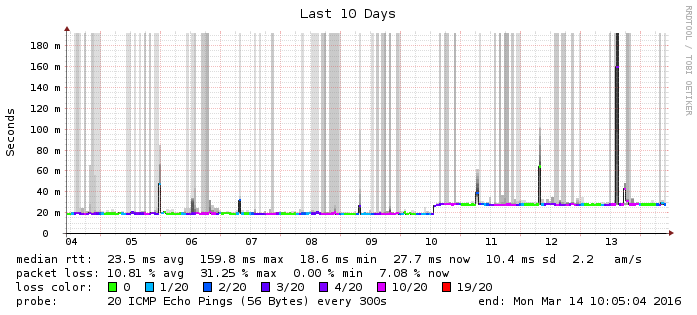 Last 10 Days
RRDTOOL / TOBI OETIKER
Seconds
180 m
160 m
140 m
120 m
100 m
80 m
60 m
40 m
20 m
0
04 05 06 07 08 09 10 11 12 13
median rtt: 23.5 ms avg 159.8 ms max 18.6 ms min 27.7 ms now 10.4 ms sd 2.2 am/s
packet loss: 10.81 % avg 31.25 % max 0.00 % min 7.08 % now
loss color: 0 1/20 2/20 3/20 4/20 10/20 19/20
probe: 20 ICMP Echo Pings (56 Bytes) every 300s end: Mon Mar 14 10:05:04 2016